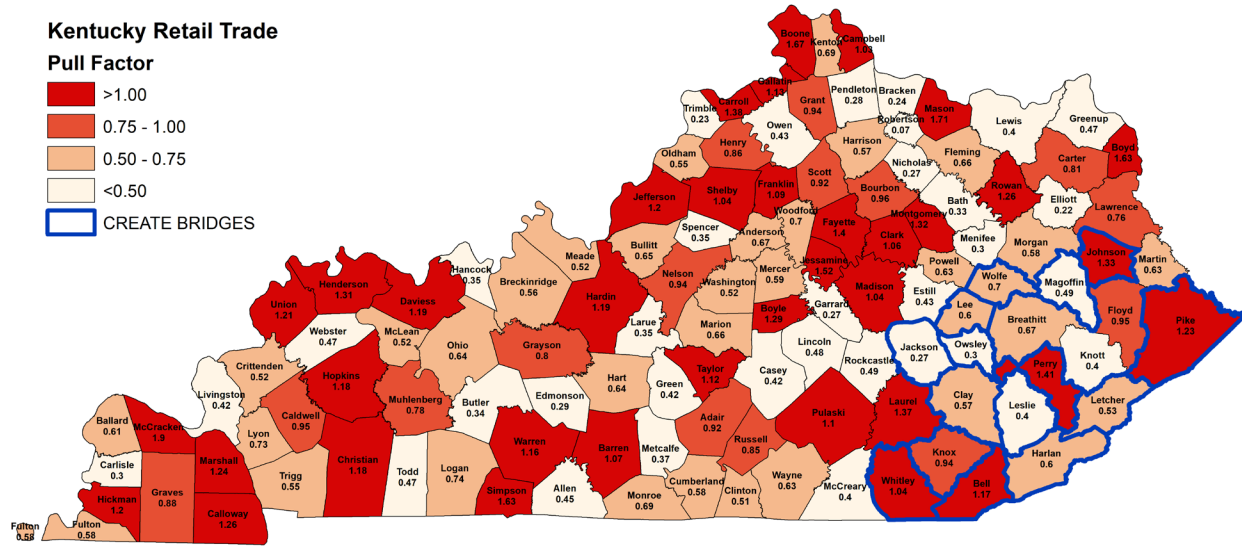 Kentucky Retail Trade
Pull Factor
>1.00
0.75 - 1.00
0.50 - 0.75
<0.50
CREATE BRIDGES
Boone
1.67
Kenton
0.69
Campbell
1.03
Gallatin
1.13
Carroll
1.36
Trimble
0.23
Grant
0.94
Pendleton
0.28
Bracken
0.24
Mason
1.71
Robertson
0.07
Lewis
0.4
Greenup
0.47
Boyd
1.63
Owen
0.43
Henry
0.86
Oldham
0.55
Harrison
0.57
Nicholas
0.27
Fleming
0.66
Carter
0.81
Rowan
1.26
Elliott
0.22
Lawrence
0.76
Jefferson
1.2
Shelby
1.04
Franklin
1.09
Scott
0.92
Bourbon
0.96
Bath
0.33
Montgomery
1.32
Woodford
0.7
Fayette
1.4
Clark
1.06
Menifee
0.3
Morgan
0.58
Johnson
1.33
Martin
0.63
Spencer
0.35
Anderson
0.67
Bullitt
0.65
Meade
0.52
Hancock
0.35
Breckinridge
0.56
Hardin
1.19
Nelson
0.94
Washington
0.52
Mercer
0.59
Jessamine
1.52
Madison
1.04
Powell
0.63
Estill
0.43
Wolfe
0.7
Magoffin
0.49
Lee
0.6
Breathitt
0.67
Floyd
0.95
Pike
1.23
Henderson
1.31
Union
1.21
Daviess
1.19
Webster
0.47
McLean
0.52
Ohio
0.64
Grayson
0.8
Larue
0.35
Marion
0.66
Boyle
1.29
Garrard
0.27
Lincoln
0.48
Rockcastle
0.49
Jackson
0.27
Owsley
0.3
Perry
1.41
Knott
0.4
Crittenden
0.52
Livingston
0.42
Hopkins
1.18
Caldwell
0.95
Muhlenberg
0.78
Butler
0.34
Edmonson
0.29
Hart
0.64
Green
0.42
Taylor
1.12
Casey
0.42
Adair
0.92
Pulaski
1.1
Laurel
1.37
Clay
0.57
Leslie
0.4
Letcher
0.53
Ballard
0.61
McCracken
1.9
Lyon
0.73
Carlisle
0.3
Marshall
1.24
Hickman
1.2
Graves
0.88
Calloway
1.26
Fulton
0.58
Fulton
0.58
Trigg
0.55
Christian
1.18
Todd
0.47
Logan
0.74
Warren
1.16
Simpson
1.63
Allen
0.45
Barren
1.07
Metcalfe
0.37
Monroe
0.69
Cumberland
0.58
Russell
0.85
Clinton
0.51
Wayne
0.63
McCreary
0.4
Whitley
1.04
Knox
0.94
Bell
1.17
Harlan
0.6